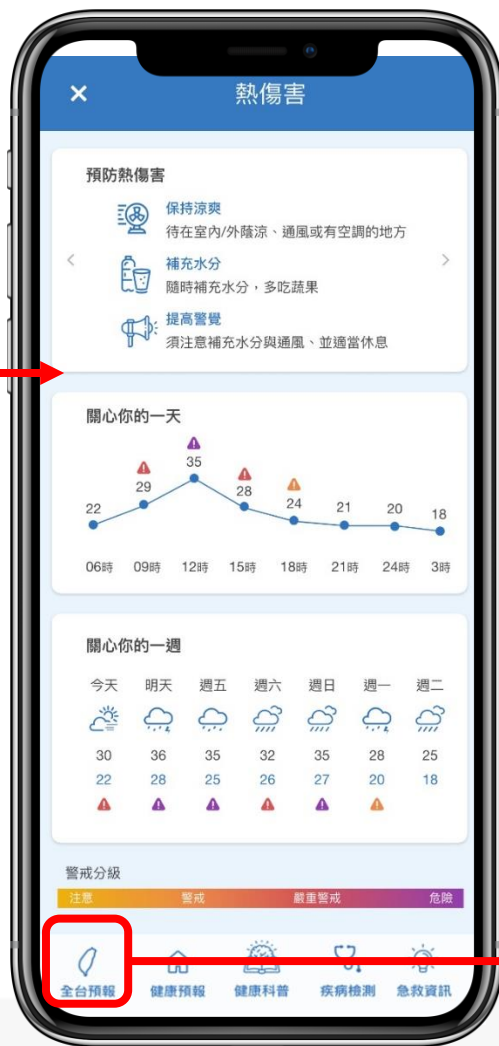 熱傷害
預防熱傷害
保持涼爽
待在室內/外蔭涼、通風或有空調的地方
補充水分
隨時補充水分，多吃蔬果
提高警覺
須注意補充水分與通風、並適當休息
關心你的一天
22 29 35 28 24 21 20 18
06時 09時 12時 15時 18時 21時 24時 3時
關心你的一週
今天 明天 週五 週六 週日 週一 週二
30 36 35 32 35 28 25
22 28 25 26 27 20 18
警戒分級
注意 警戒 嚴重警戒 危險
全台預報 健康預報 健康科普 疾病檢測 急救資訊